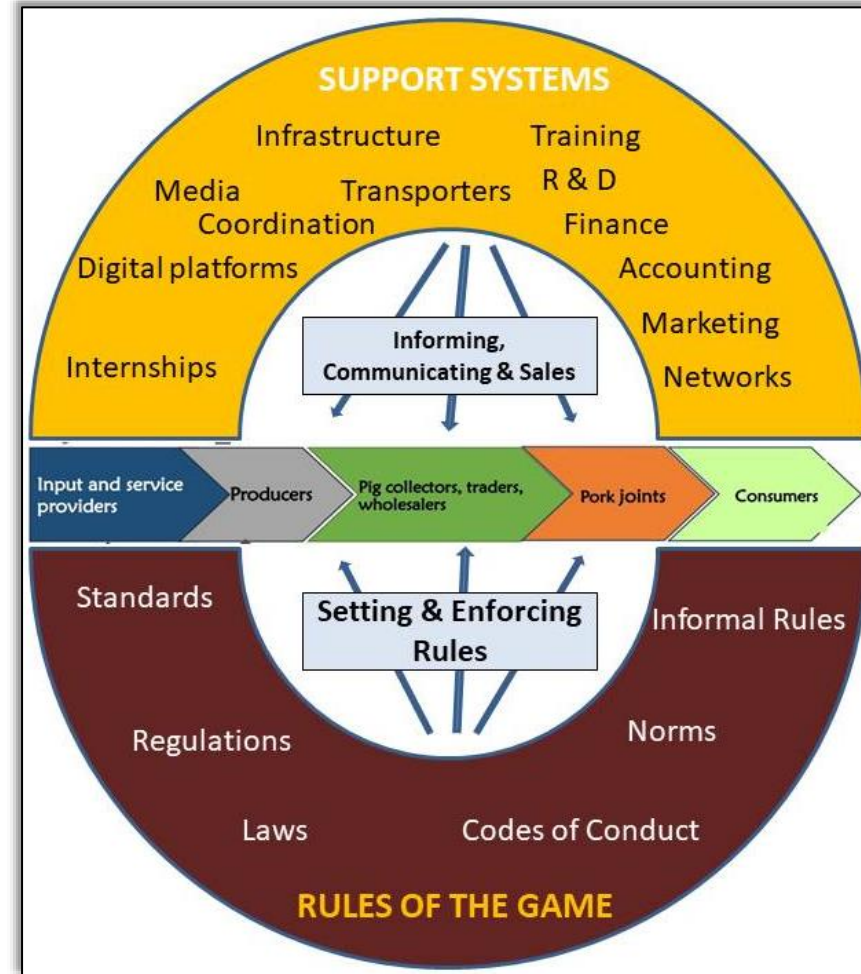 SUPPORT SYSTEMS
Infrastructure
Training
Media
Transporters
R & D
Coordination
Finance
Digital platforms
Accounting
Marketing
Internships
Networks
Informing,
Communicating & Sales
Input and service
providers
Producers
Pig collectors, traders,
wholesalers
Pork joints
Consumers
Standards
Setting & Enforcing
Rules
Informal Rules
Regulations
Norms
Laws
Codes of Conduct
RULES OF THE GAME